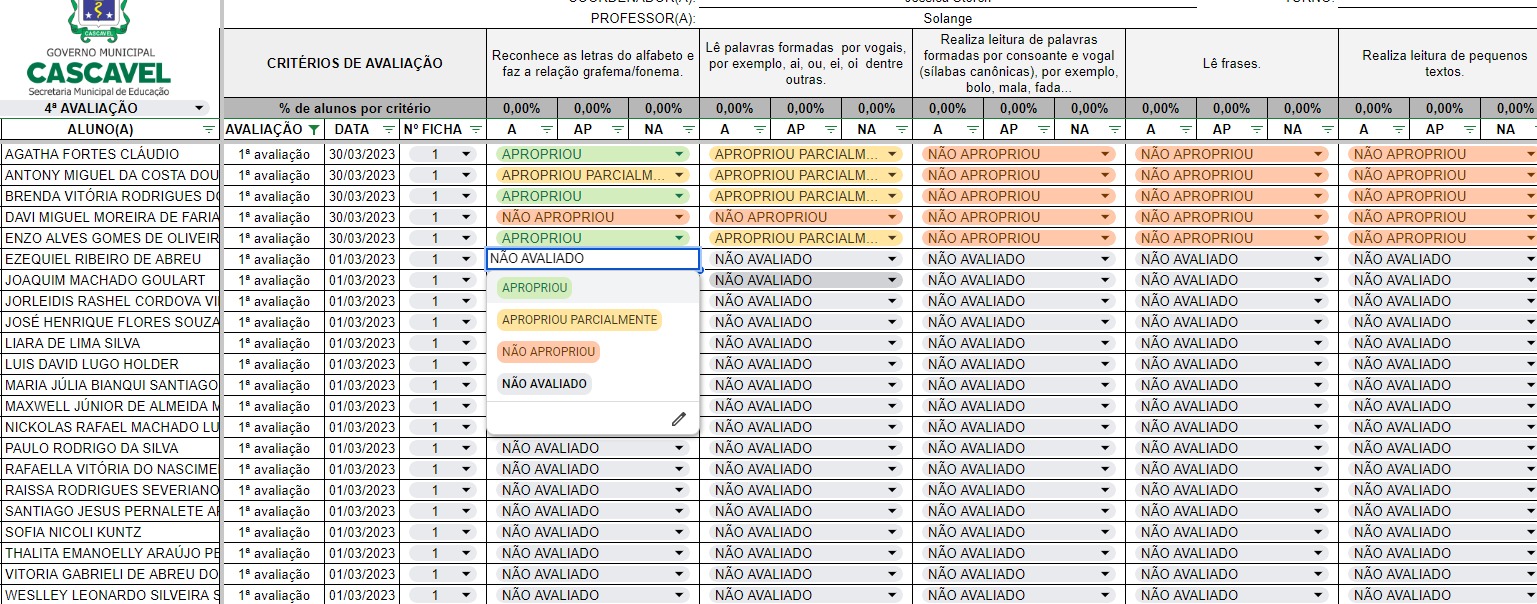 PROFESSOR(A): Solange
CASCAVEL
GOVERNO MUNICIPAL
CASCAVEL
Secretaria Municipal de Educação
CRITÉRIOS DE AVALIAÇÃO
Reconhece as letras do alfabeto e
faz a relação grafema/fonema.
Lê palavras formadas por vogais,
por exemplo, ai, ou, ei, oi dentre
outras.
Realiza leitura de palavras
formadas por consoante e vogal
(sílabas canônicas), por exemplo,
bolo, mala, fada...
Lê frases.
Realiza leitura de pequenos
textos.
4ª AVALIAÇÃO % de alunos por critério 0,00% 0,00% 0,00% 0,00% 0,00% 0,00% 0,00% 0,00% 0,00% 0,00% 0,00% 0,00% 0,00% 0,00% 0,00%
ALUNO(A) AVALIAÇÃO DATA Nº FICHA A AP NA A AP NA A AP NA A AP NA A AP NA
AGATHA FORTES CLÁUDIO 1ª avaliação 30/03/2023 1 APROPRIOU APROPRIOU PARCIALM... NÃO APROPRIOU NÃO APROPRIOU NÃO APROPRIOU
ANTONY MIGUEL DA COSTA DOU 1ª avaliação 30/03/2023 1 APROPRIOU PARCIALM... APROPRIOU PARCIALM... NÃO APROPRIOU NÃO APROPRIOU NÃO APROPRIOU
BRENDA VITÓRIA RODRIGUES DO 1ª avaliação 30/03/2023 1 APROPRIOU APROPRIOU PARCIALM... NÃO APROPRIOU NÃO APROPRIOU NÃO APROPRIOU
DAVI MIGUEL MOREIRA DE FARIA 1ª avaliação 30/03/2023 1 NÃO APROPRIOU NÃO APROPRIOU NÃO APROPRIOU NÃO APROPRIOU NÃO APROPRIOU
ENZO ALVES GOMES DE OLIVEIR 1ª avaliação 30/03/2023 1 APROPRIOU APROPRIOU PARCIALM... NÃO APROPRIOU NÃO APROPRIOU NÃO APROPRIOU
EZEQUIEL RIBEIRO DE ABREU 1ª avaliação 01/03/2023 1 NÃO AVALIADO NÃO AVALIADO NÃO AVALIADO NÃO AVALIADO NÃO AVALIADO
JOAQUIM MACHADO GOULART 1ª avaliação 01/03/2023 1 NÃO AVALIADO NÃO AVALIADO NÃO AVALIADO NÃO AVALIADO
APROPRIOU
JORLEIDIS RASHEL CORDOVA VI 1ª avaliação 01/03/2023 1 NÃO AVALIADO NÃO AVALIADO NÃO AVALIADO NÃO AVALIADO
JOSÉ HENRIQUE FLORES SOUZA 1ª avaliação 01/03/2023 1 APROPRIOU PARCIALMENTE NÃO AVALIADO NÃO AVALIADO NÃO AVALIADO NÃO AVALIADO
LIARA DE LIMA SILVA 1ª avaliação 01/03/2023 1 NÃO AVALIADO NÃO AVALIADO NÃO AVALIADO NÃO AVALIADO
NÃO APROPRIOU
LUIS DAVID LUGO HOLDER 1ª avaliação 01/03/2023 1 NÃO AVALIADO NÃO AVALIADO NÃO AVALIADO NÃO AVALIADO
MARIA JÚLIA BIANQUI SANTIAGO 1ª avaliação 01/03/2023 1 NÃO AVALIADO NÃO AVALIADO NÃO AVALIADO NÃO AVALIADO NÃO AVALIADO
MAXWELL JÚNIOR DE ALMEIDA M 1ª avaliação 01/03/2023 1 NÃO AVALIADO NÃO AVALIADO NÃO AVALIADO NÃO AVALIADO
NICKOLAS RAFAEL MACHADO LU 1ª avaliação 01/03/2023 1 NÃO AVALIADO NÃO AVALIADO NÃO AVALIADO NÃO AVALIADO
PAULO RODRIGO DA SILVA 1ª avaliação 01/03/2023 1 NÃO AVALIADO NÃO AVALIADO NÃO AVALIADO NÃO AVALIADO NÃO AVALIADO
RAFAELLA VITÓRIA DO NASCIME 1ª avaliação 01/03/2023 1 NÃO AVALIADO NÃO AVALIADO NÃO AVALIADO NÃO AVALIADO NÃO AVALIADO
RAISSA RODRIGUES SEVERIANO 1ª avaliação 01/03/2023 1 NÃO AVALIADO NÃO AVALIADO NÃO AVALIADO NÃO AVALIADO NÃO AVALIADO
SANTIAGO JESUS PERNALETE AF 1ª avaliação 01/03/2023 1 NÃO AVALIADO NÃO AVALIADO NÃO AVALIADO NÃO AVALIADO NÃO AVALIADO
SOFIA NICOLI KUNTZ 1ª avaliação 01/03/2023 1 NÃO AVALIADO NÃO AVALIADO NÃO AVALIADO NÃO AVALIADO NÃO AVALIADO
THALITA EMANOELLY ARAÚJO PE 1ª avaliação 01/03/2023 1 NÃO AVALIADO NÃO AVALIADO NÃO AVALIADO NÃO AVALIADO NÃO AVALIADO
VITORIA GABRIELI DE ABREU DO 1ª avaliação 01/03/2023 1 NÃO AVALIADO NÃO AVALIADO NÃO AVALIADO NÃO AVALIADO NÃO AVALIADO
WESLLEY LEONARDO SILVEIRA S 1ª avaliação 01/03/2023 1 NÃO AVALIADO NÃO AVALIADO NÃO AVALIADO NÃO AVALIADO NÃO AVALIADO